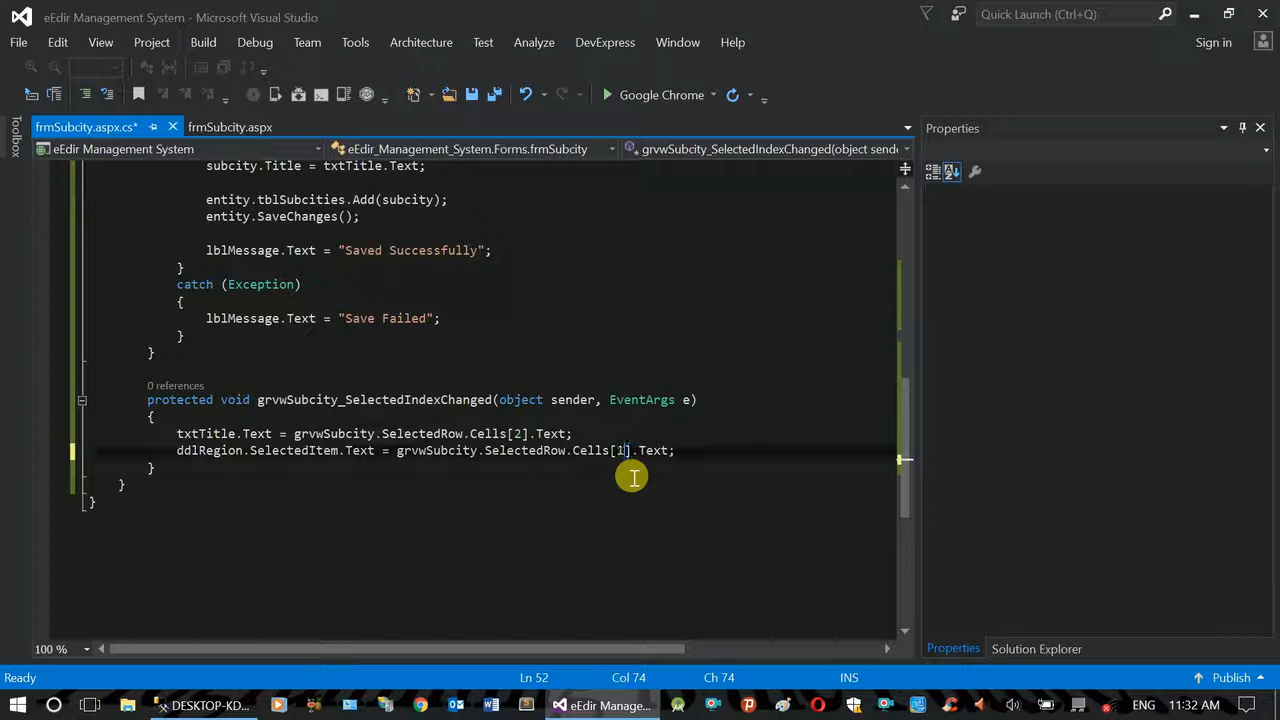 eEdir Management System - Microsoft Visual Studio
Quick Launch (Ctrl+Q)
File Edit View Project Build Debug Team Tools Architecture Test Analyze DevExpress Window Help
Sign in
Google Chrome
Toolbox
frmSubcity.aspx.cs* frmSubcity.aspx
Properties
eEdir Management System eEdir_Management_System.Forms.frmSubcity grvwSubcity_SelectedIndexChanged(object send
subcity.Title = txtTitle.Text;
entity.tblSubcities.Add(subcity);
entity.SaveChanges();
lblMessage.Text = "Saved Successfully";
}
catch (Exception)
{
lblMessage.Text = "Save Failed";
}
}
0 references
protected void grvwSubcity_SelectedIndexChanged(object sender, EventArgs e)
{
txtTitle.Text = grvwSubcity.SelectedRow.Cells[2].Text;
ddlRegion.SelectedItem.Text = grvwSubcity.SelectedRow.Cells[1].Text;
}
}
}
100 %
Properties Solution Explorer
Ready Ln 52 Col 74 Ch 74 INS Publish
DESKTOP-KD... eEdir Manage... ENG 11:32 AM